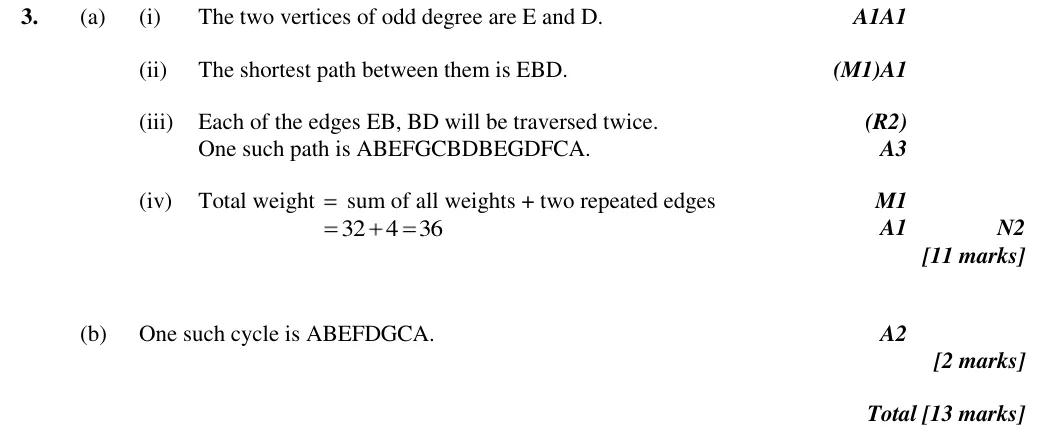 3. (a) (i) The two vertices of odd degree are E and D. A1A1
(ii) The shortest path between them is EBD. (M1)A1
(iii) Each of the edges EB, BD will be traversed twice. (R2)
One such path is ABEFGCBDBEGDFCA. A3
(iv) Total weight = sum of all weights + two repeated edges M1
= 32 + 4 = 36 A1 N2
[11 marks]
(b) One such cycle is ABEFDGCA. A2
[2 marks]
Total [13 marks]